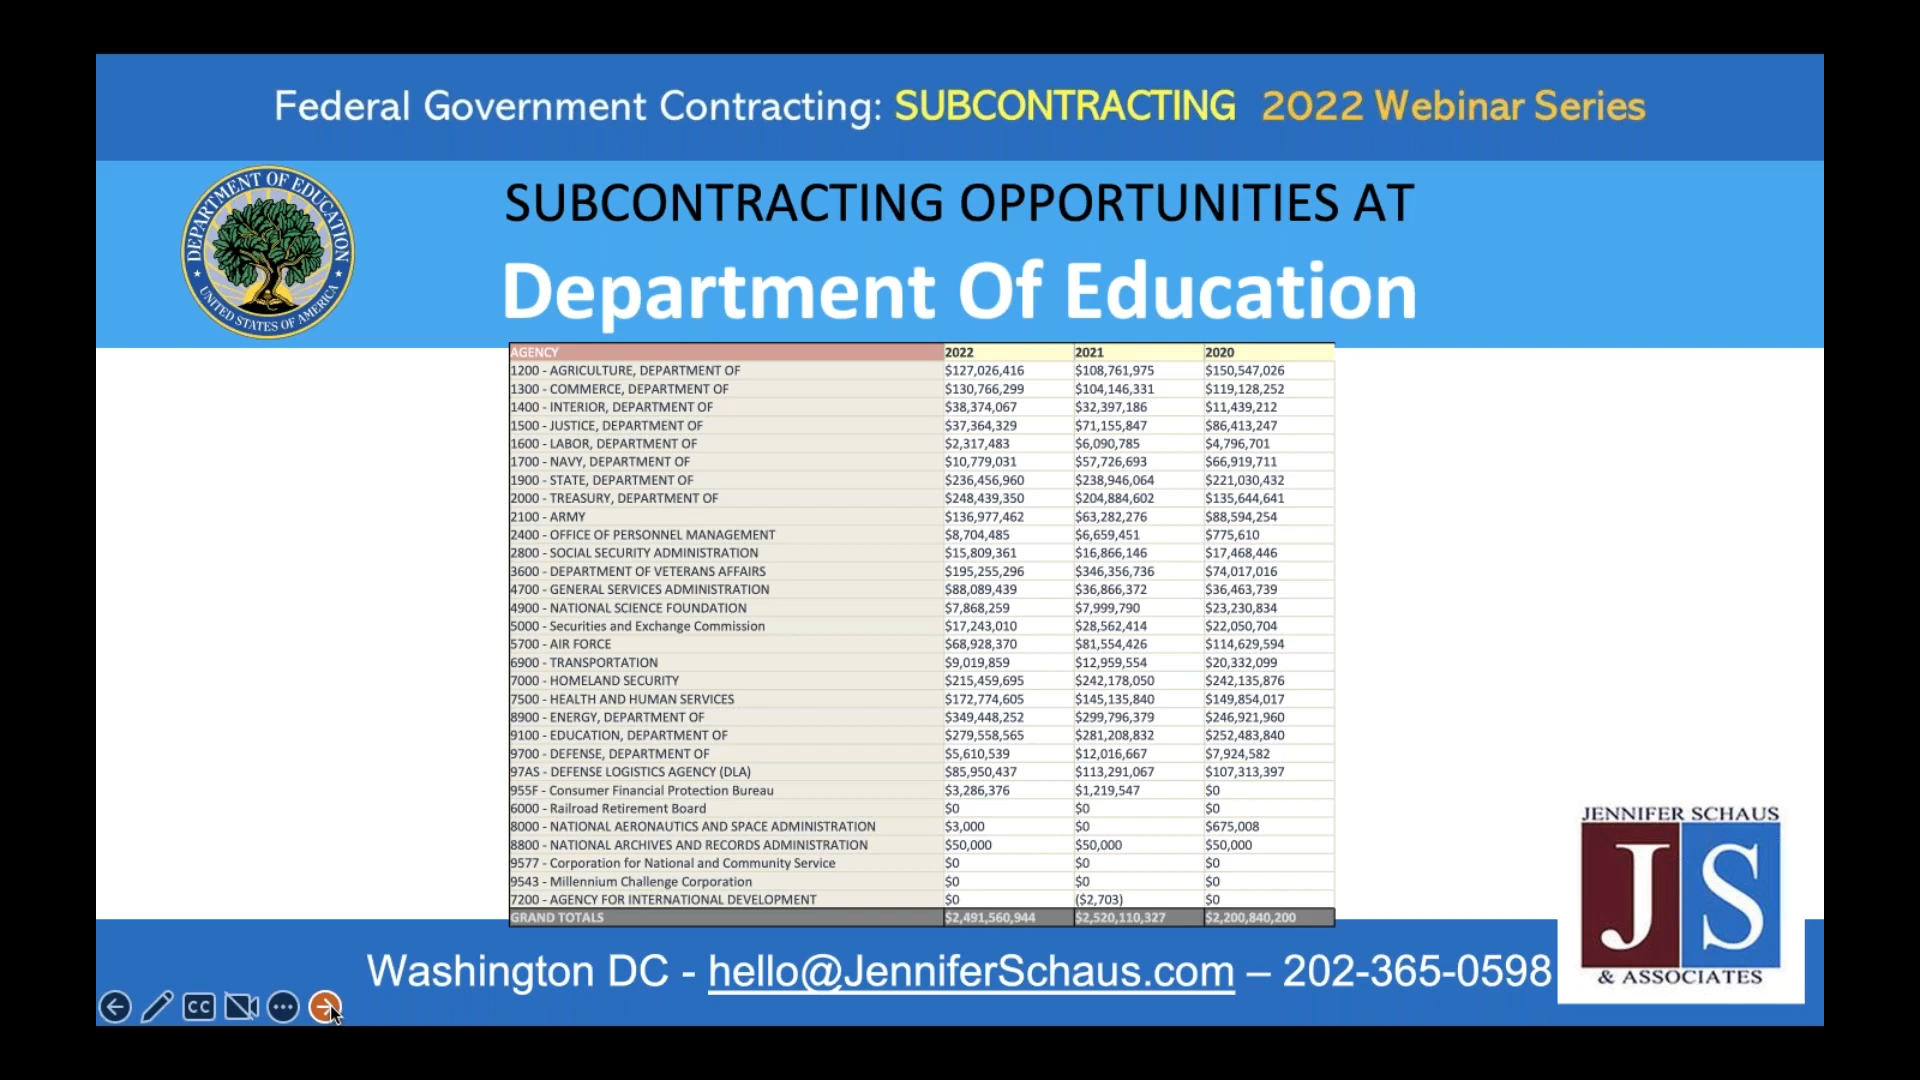 Federal Government Contracting: SUBCONTRACTING 2022 Webinar Series
DEPARTMENT OF EDUCATION
UNITED STATES OF AMERICA
SUBCONTRACTING OPPORTUNITIES AT
Department Of Education
AGENCY 2022 2021 2020
1200 - AGRICULTURE, DEPARTMENT OF $127,026,416 $108,761,975 $150,547,026
1300 - COMMERCE, DEPARTMENT OF $130,766,299 $104,146,331 $119,128,252
1400 - INTERIOR, DEPARTMENT OF $38,374,067 $32,397,186 $11,439,212
1500 - JUSTICE, DEPARTMENT OF $37,364,329 $71,155,847 $86,413,247
1600 - LABOR, DEPARTMENT OF $2,317,483 $6,090,785 $4,796,701
1700 - NAVY, DEPARTMENT OF $10,779,031 $57,726,693 $66,919,711
1900 - STATE, DEPARTMENT OF $236,456,960 $238,946,064 $221,030,432
2000 - TREASURY, DEPARTMENT OF $248,439,350 $204,884,602 $135,644,641
2100 - ARMY $136,977,462 $63,282,276 $88,594,254
2400 - OFFICE OF PERSONNEL MANAGEMENT $8,704,485 $6,659,451 $775,610
2800 - SOCIAL SECURITY ADMINISTRATION $15,809,361 $16,866,146 $17,468,446
3600 - DEPARTMENT OF VETERANS AFFAIRS $195,255,296 $346,356,736 $74,017,016
4700 - GENERAL SERVICES ADMINISTRATION $88,089,439 $36,866,372 $36,463,739
4900 - NATIONAL SCIENCE FOUNDATION $7,868,259 $7,999,790 $23,230,834
5000 - Securities and Exchange Commission $17,243,010 $28,562,414 $22,050,704
5700 - AIR FORCE $68,928,370 $81,554,426 $114,629,594
6900 - TRANSPORTATION $9,019,859 $12,959,554 $20,332,099
7000 - HOMELAND SECURITY $215,459,695 $242,178,050 $242,135,876
7500 - HEALTH AND HUMAN SERVICES $172,774,605 $145,135,840 $149,854,017
8900 - ENERGY, DEPARTMENT OF $349,448,252 $299,796,379 $246,921,960
9100 - EDUCATION, DEPARTMENT OF $279,558,565 $281,208,832 $252,483,840
9700 - DEFENSE, DEPARTMENT OF $5,610,539 $12,016,667 $7,924,582
97AS - DEFENSE LOGISTICS AGENCY (DLA) $85,950,437 $113,291,067 $107,313,397
955F - Consumer Financial Protection Bureau $3,286,376 $1,219,547 $0
6000 - Railroad Retirement Board $0 $0 $0
8000 - NATIONAL AERONAUTICS AND SPACE ADMINISTRATION $3,000 $0 $675,008
8800 - NATIONAL ARCHIVES AND RECORDS ADMINISTRATION $50,000 $50,000 $50,000
9577 - Corporation for National and Community Service $0 $0 $0
9543 - Millennium Challenge Corporation $0 $0 $0
7200 - AGENCY FOR INTERNATIONAL DEVELOPMENT $0 ($2,703) $0
GRAND TOTALS $2,491,560,944 $2,520,110,327 $2,200,840,200
JENNIFER SCHAUS
JS
& ASSOCIATES
Washington DC - hello@JenniferSchaus.com – 202-365-0598
CC